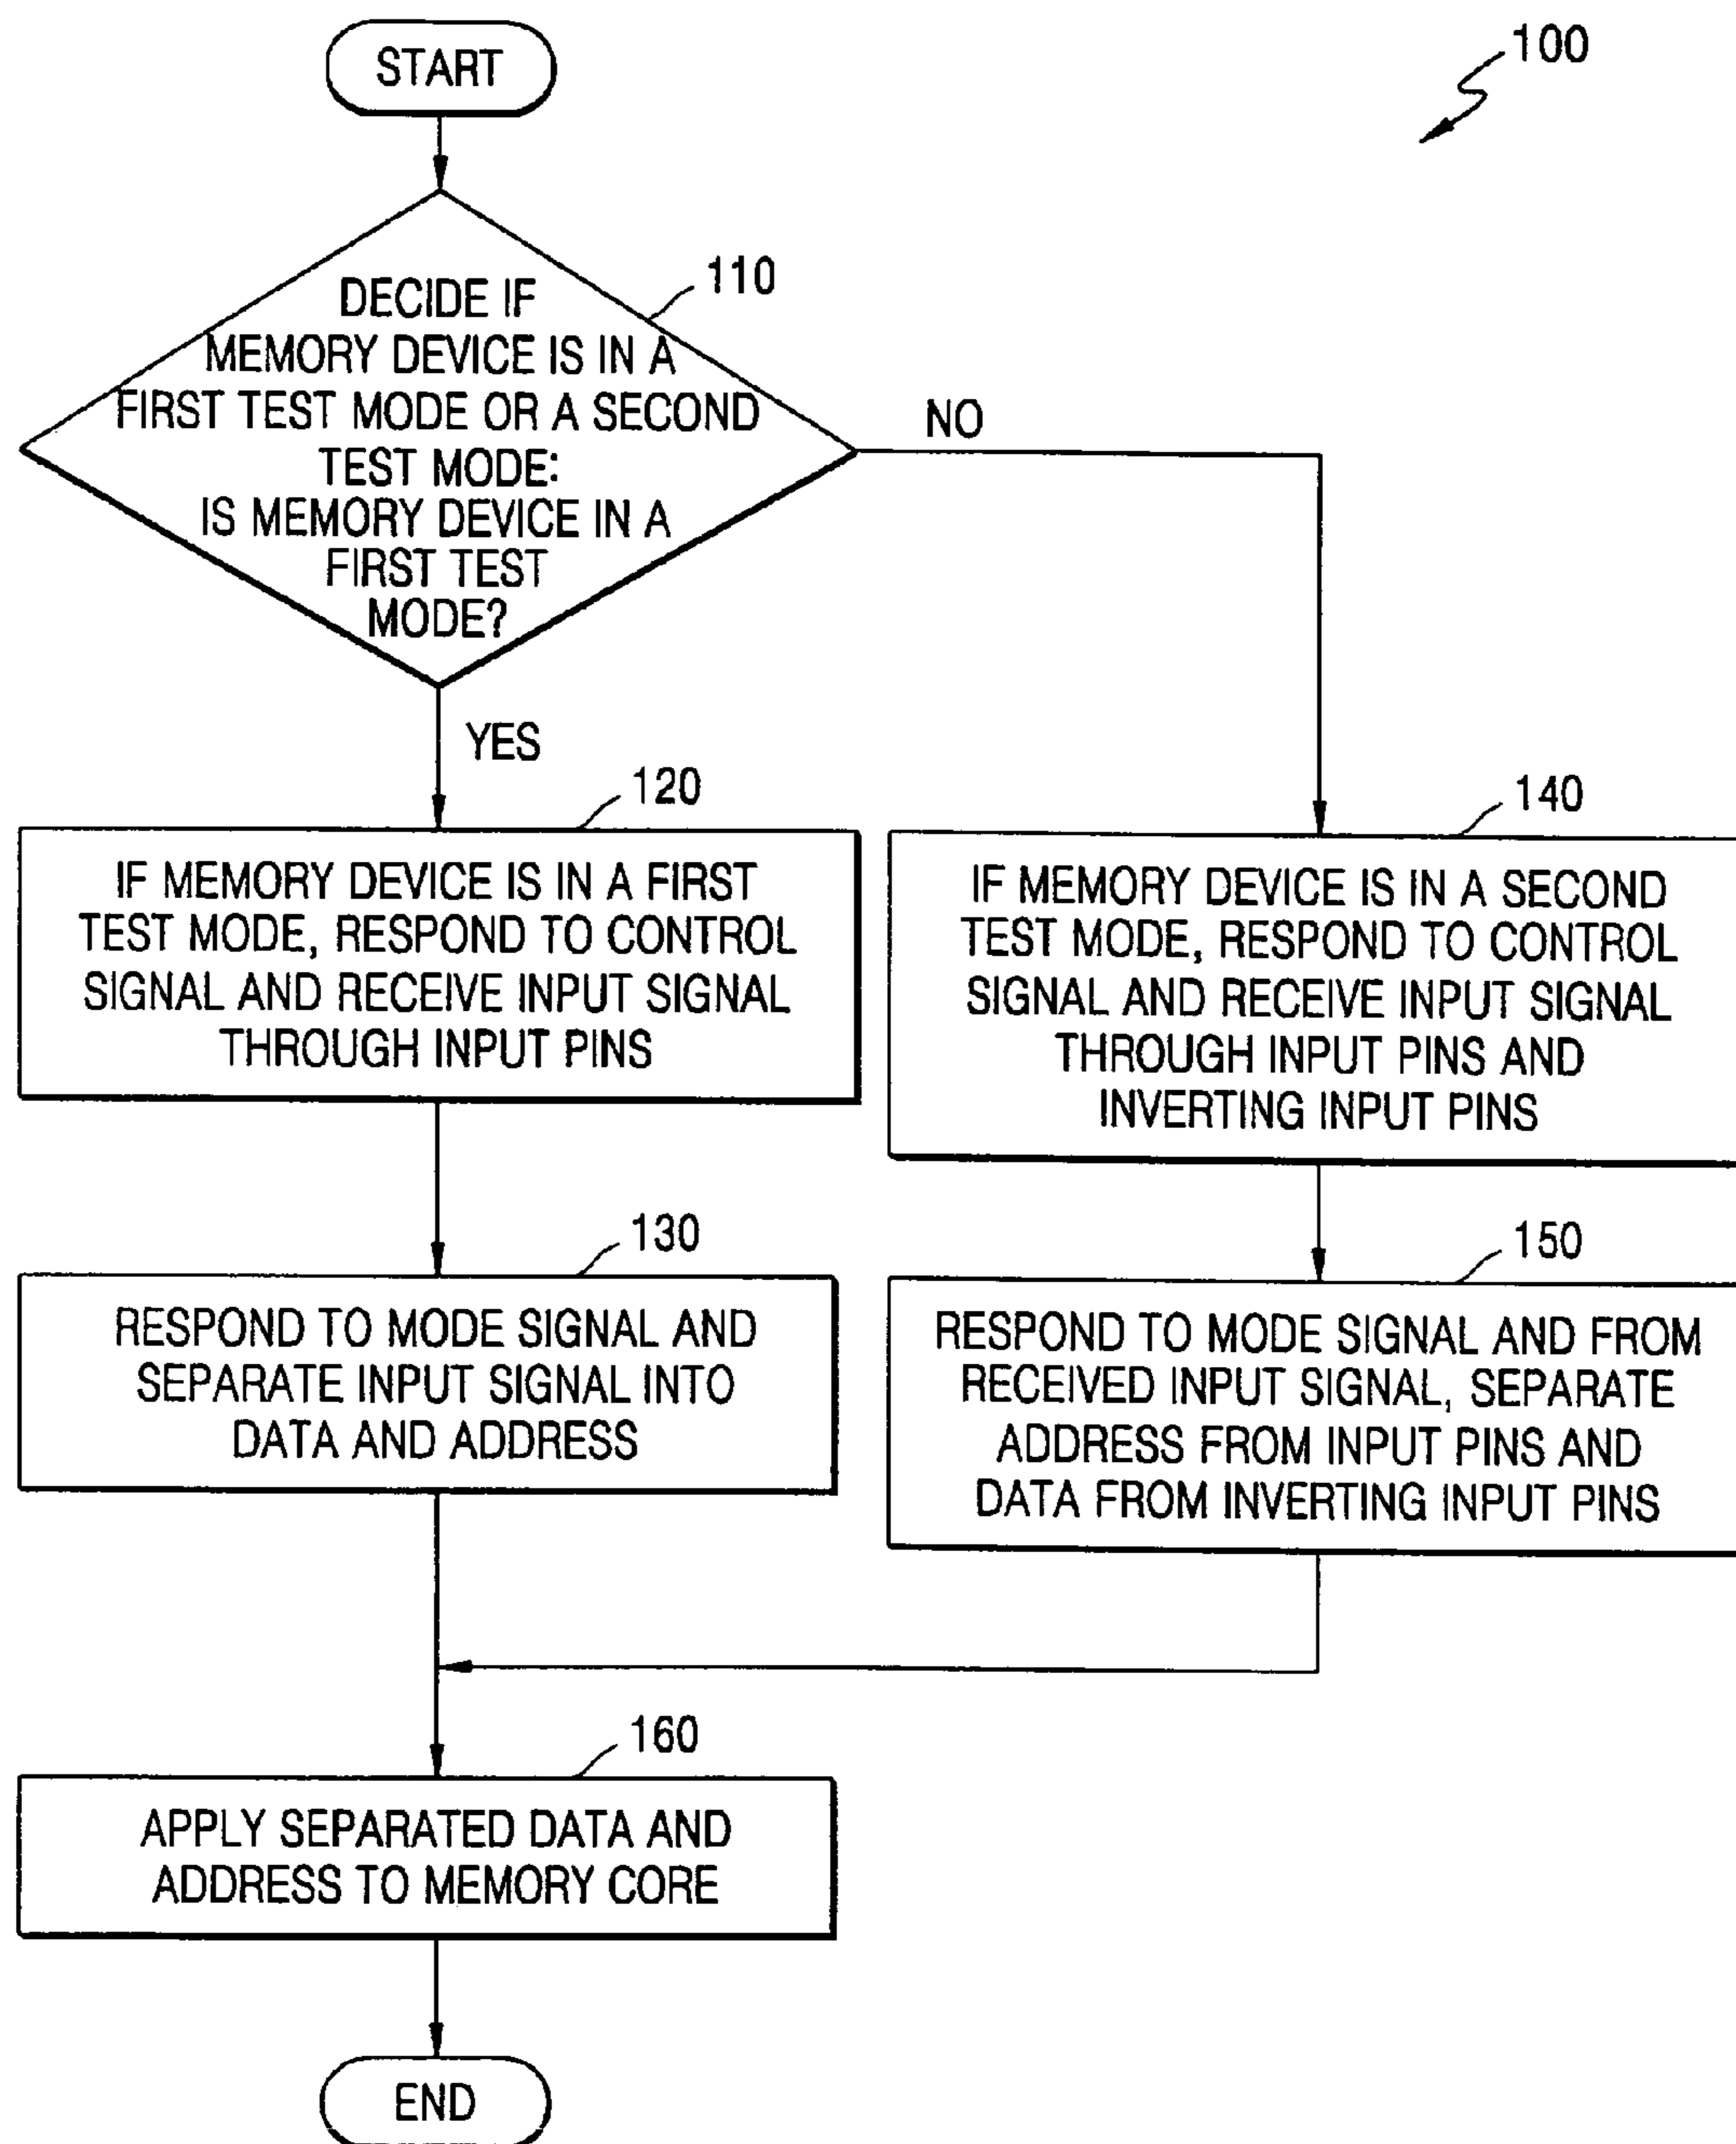 START
100
110
DECIDE IF
MEMORY DEVICE IS IN A
FIRST TEST MODE OR A SECOND
TEST MODE:
IS MEMORY DEVICE IN A
FIRST TEST
MODE?
NO
YES
120
IF MEMORY DEVICE IS IN A FIRST
TEST MODE, RESPOND TO CONTROL
SIGNAL AND RECEIVE INPUT SIGNAL
THROUGH INPUT PINS
140
IF MEMORY DEVICE IS IN A SECOND
TEST MODE, RESPOND TO CONTROL
SIGNAL AND RECEIVE INPUT SIGNAL
THROUGH INPUT PINS AND
INVERTING INPUT PINS
130
RESPOND TO MODE SIGNAL AND
SEPARATE INPUT SIGNAL INTO
DATA AND ADDRESS
150
RESPOND TO MODE SIGNAL AND FROM
RECEIVED INPUT SIGNAL, SEPARATE
ADDRESS FROM INPUT PINS AND
DATA FROM INVERTING INPUT PINS
160
APPLY SEPARATED DATA AND
ADDRESS TO MEMORY CORE
END